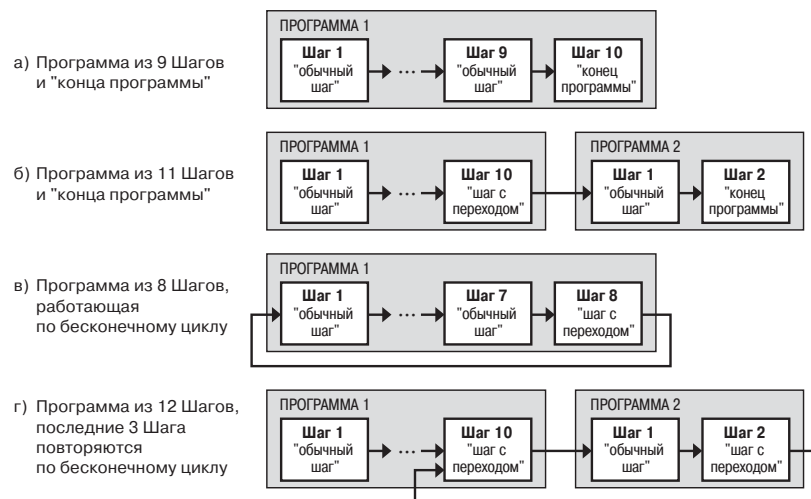 а) Программа из 9 Шагов
и "конца программы"
ПРОГРАММА 1
Шаг 1
"обычный
шаг"
...
Шаг 9
"обычный
шаг"
Шаг 10
"конец
программы"
б) Программа из 11 Шагов
и "конца программы"
ПРОГРАММА 1
Шаг 1
"обычный
шаг"
...
Шаг 10
"шаг с
переходом"
ПРОГРАММА 2
Шаг 1
"обычный
шаг"
Шаг 2
"конец
программы"
в) Программа из 8 Шагов,
работающая
по бесконечному циклу
ПРОГРАММА 1
Шаг 1
"обычный
шаг"
...
Шаг 7
"обычный
шаг"
Шаг 8
"шаг с
переходом"
г) Программа из 12 Шагов,
последние 3 Шага
повторяются
по бесконечному циклу
ПРОГРАММА 1
Шаг 1
"обычный
шаг"
...
Шаг 10
"шаг с
переходом"
ПРОГРАММА 2
Шаг 1
"обычный
шаг"
Шаг 2
"шаг с
переходом"